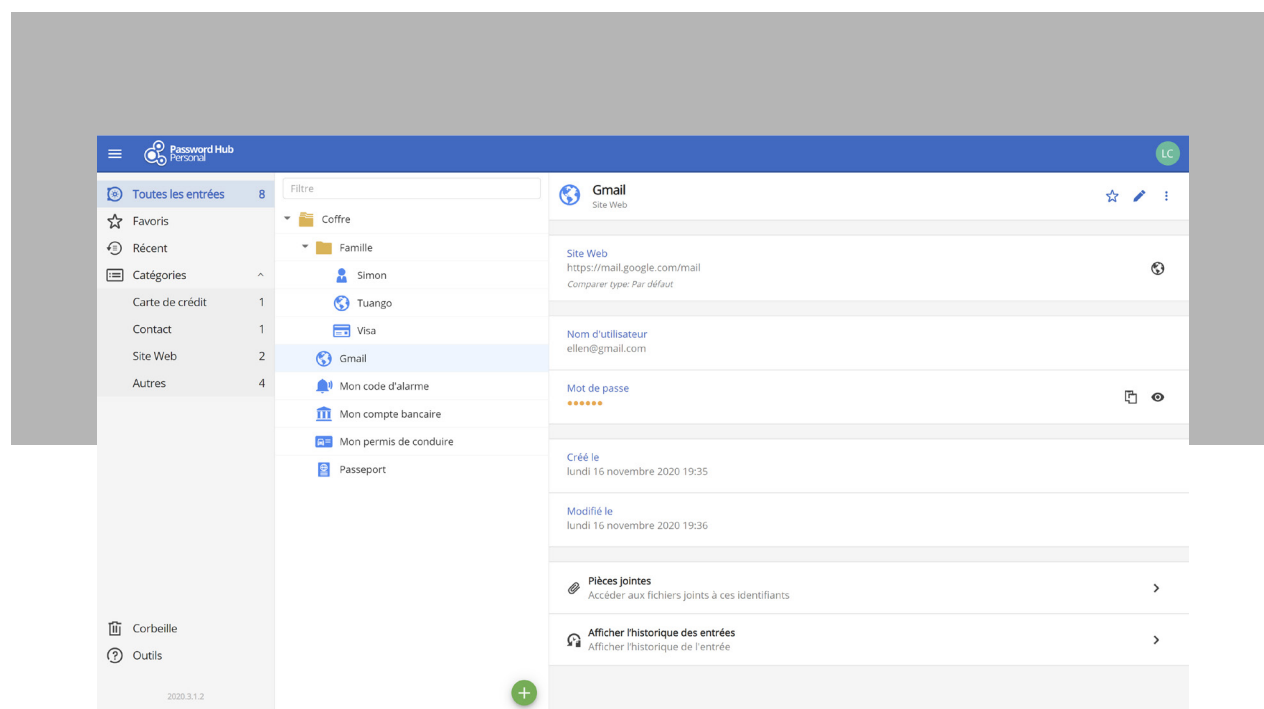 Password Hub
Personal
LC
Toutes les entrées 8
Favoris
Récent
Catégories
Carte de crédit 1
Contact 1
Site Web 2
Autres 4
Corbeille
Outils
2020.3.1.2
Filtre
Coffre
Famille
Simon
Tuango
Visa
Gmail
Mon code d'alarme
Mon compte bancaire
Mon permis de conduire
Passeport
Gmail
Site Web
Site Web
https://mail.google.com/mail
Comparer type: Par défaut
Nom d'utilisateur
ellen@gmail.com
Mot de passe
Créé le
lundi 16 novembre 2020 19:35
Modifié le
lundi 16 novembre 2020 19:36
Pièces jointes
Accéder aux fichiers joints à ces identifiants
Afficher l'historique des entrées
Afficher l'historique de l'entrée